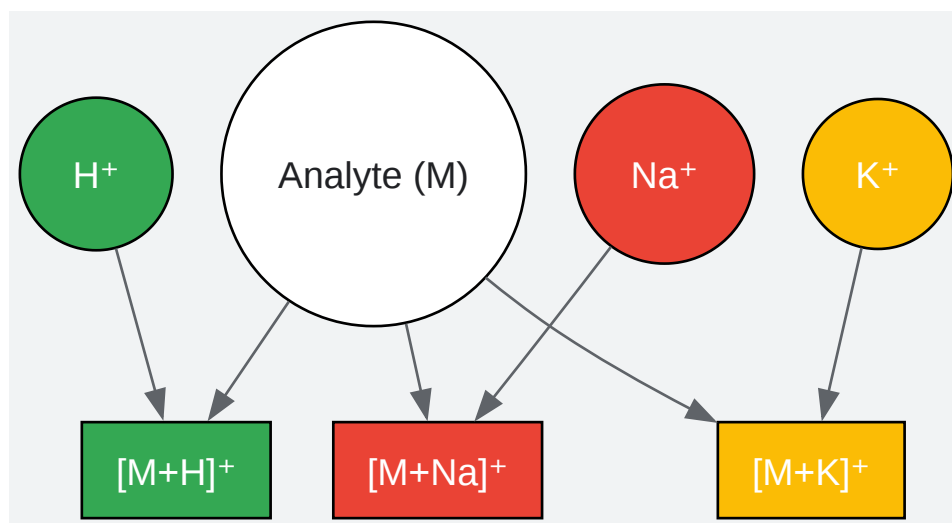 H⁺
Analyte (M)
Na⁺
K⁺
[M+H]⁺
[M+Na]⁺
[M+K]⁺